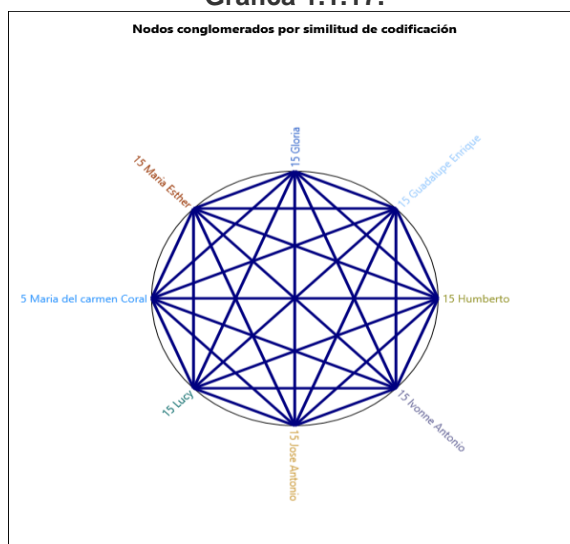 Gráfica 1.1.17.
Nodos conglomerados por similitud de codificación
15 Gloria
15 Maria Esther
15 Guadalupe Enrique
5 Maria del carmen Coral
15 Humberto
15 Lucy
15 Ivonne Antonio
15 Jose Antonio